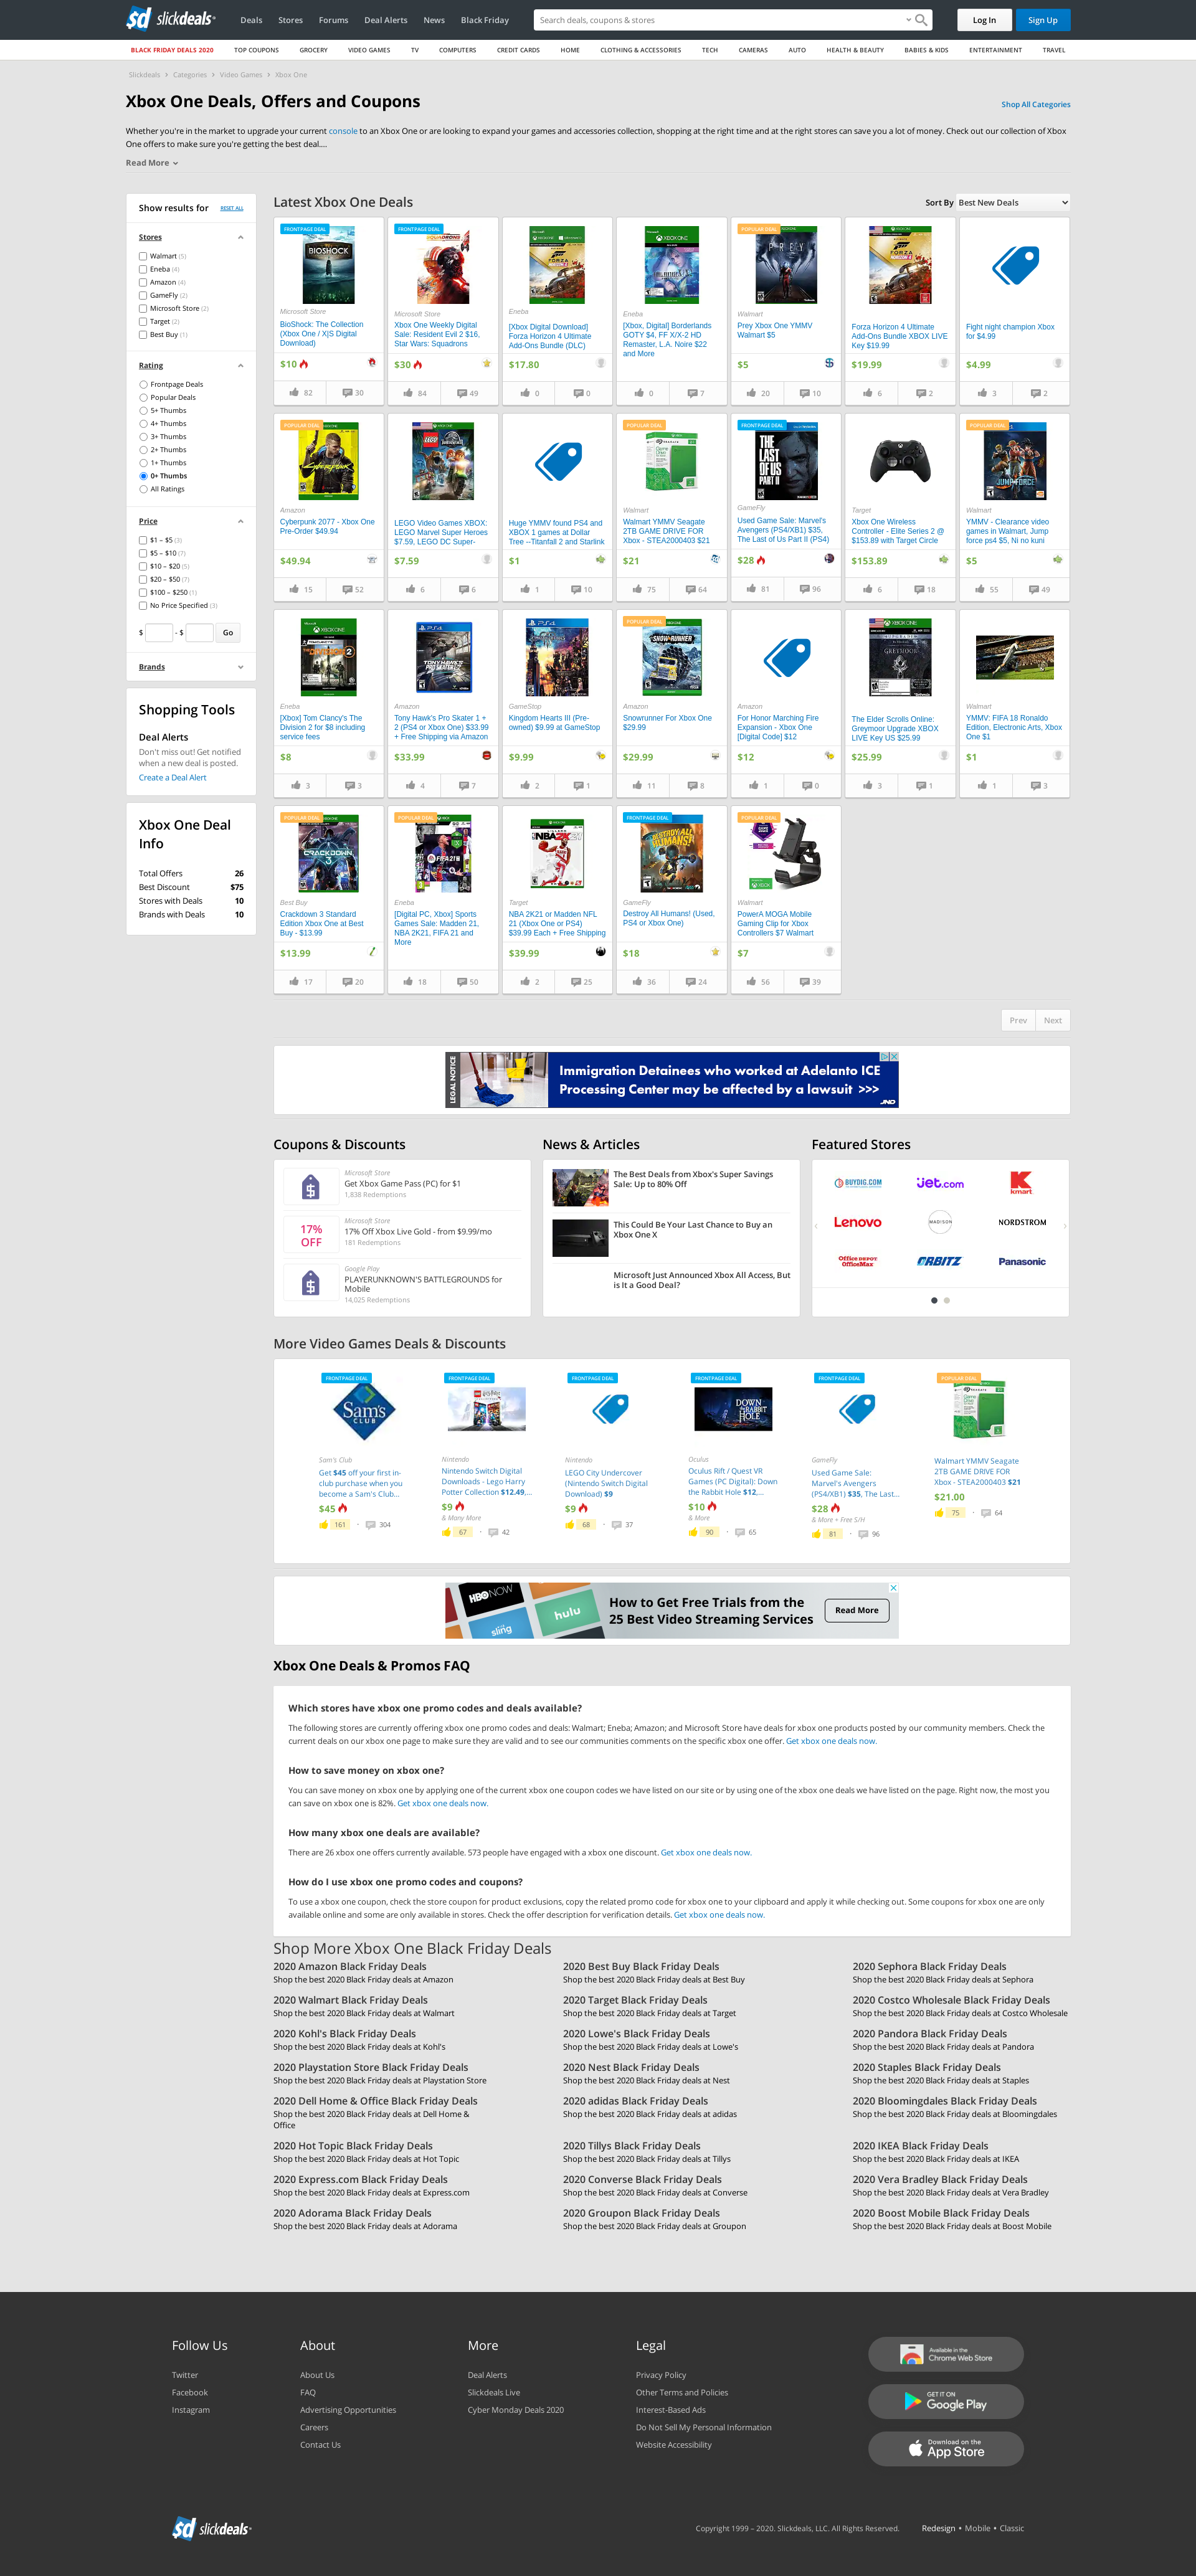 slickdeals
Deals
Stores
Forums
Deal Alerts
News
Black Friday
Search deals, coupons & stores
Log In
Sign Up
BLACK FRIDAY DEALS 2020
TOP COUPONS
GROCERY
VIDEO GAMES
TV
COMPUTERS
CREDIT CARDS
HOME
CLOTHING & ACCESSORIES
TECH
CAMERAS
AUTO
HEALTH & BEAUTY
BABIES & KIDS
ENTERTAINMENT
TRAVEL
Slickdeals > Categories > Video Games > Xbox One
Xbox One Deals, Offers and Coupons
Shop All Categories
Whether you're in the market to upgrade your current console to an Xbox One or are looking to expand your games and accessories collection, shopping at the right time and at the right stores can save you a lot of money. Check out our collection of Xbox
One offers to make sure you're getting the best deal....
Read More
Show results for
RESET ALL
Stores
Walmart (5)
Eneba (4)
Amazon (4)
GameFly (2)
Microsoft Store (2)
Target (2)
Best Buy (1)
Rating
Frontpage Deals
Popular Deals
5+ Thumbs
4+ Thumbs
3+ Thumbs
2+ Thumbs
1+ Thumbs
0+ Thumbs
All Ratings
Price
$1 – $5 (3)
$5 – $10 (7)
$10 – $20 (5)
$20 – $50 (7)
$100 – $250 (1)
No Price Specified (3)
$ - $ Go
Brands
Shopping Tools
Deal Alerts
Don't miss out! Get notified
when a new deal is posted.
Create a Deal Alert
Xbox One Deal
Info
Total Offers 26
Best Discount $75
Stores with Deals 10
Brands with Deals 10
Latest Xbox One Deals
Sort By Best New Deals
FRONTPAGE DEAL
BIOSHOCK
Microsoft Store
BioShock: The Collection
(Xbox One / X|S Digital
Download)
$10
82
30
FRONTPAGE DEAL
SQUADRONS
Microsoft Store
Xbox One Weekly Digital
Sale: Resident Evil 2 $16,
Star Wars: Squadrons
$30
84
49
Eneba
[Xbox Digital Download]
Forza Horizon 4 Ultimate
Add-Ons Bundle (DLC)
$17.80
0
0
XBOX ONE
Eneba
[Xbox, Digital] Borderlands
GOTY $4, FF X/X-2 HD
Remaster, L.A. Noire $22
and More
0
7
POPULAR DEAL
PREY
Walmart
Prey Xbox One YMMV
Walmart $5
$5
20
10
Forza Horizon 4 Ultimate
Add-Ons Bundle XBOX LIVE
Key $19.99
$19.99
6
2
Fight night champion Xbox
for $4.99
$4.99
3
2
POPULAR DEAL
Cyberpunk
Amazon
Cyberpunk 2077 - Xbox One
Pre-Order $49.94
$49.94
15
52
LEGO
LEGO Video Games XBOX:
LEGO Marvel Super Heroes
$7.59, LEGO DC Super-
$7.59
6
6
Huge YMMV found PS4 and
XBOX 1 games at Dollar
Tree --Titanfall 2 and Starlink
$1
1
10
POPULAR DEAL
Walmart
Walmart YMMV Seagate
2TB GAME DRIVE FOR
Xbox - STEA2000403 $21
$21
75
64
FRONTPAGE DEAL
THE LAST OF US PART II
GameFly
Used Game Sale: Marvel's
Avengers (PS4/XB1) $35,
The Last of Us Part II (PS4)
$28
81
96
Target
Xbox One Wireless
Controller - Elite Series 2 @
$153.89 with Target Circle
$153.89
6
18
POPULAR DEAL
JUMP FORCE
Walmart
YMMV - Clearance video
games in Walmart, Jump
force ps4 $5, Ni no kuni
$5
55
49
XBOX ONE
Eneba
[Xbox] Tom Clancy's The
Division 2 for $8 including
service fees
$8
3
3
PS4
TONY HAWK'S
Amazon
Tony Hawk's Pro Skater 1 +
2 (PS4 or Xbox One) $33.99
+ Free Shipping via Amazon
$33.99
4
7
PS4
GameStop
Kingdom Hearts III (Pre-
owned) $9.99 at GameStop
$9.99
2
1
POPULAR DEAL
SNOWRUNNER
Amazon
Snowrunner For Xbox One
$29.99
$29.99
11
8
Amazon
For Honor Marching Fire
Expansion - Xbox One
[Digital Code] $12
$12
1
0
GREYMOOR
The Elder Scrolls Online:
Greymoor Upgrade XBOX
LIVE Key US $25.99
$25.99
3
1
Walmart
YMMV: FIFA 18 Ronaldo
Edition, Electronic Arts, Xbox
One $1
$1
1
3
POPULAR DEAL
CRACKDOWN 3
Best Buy
Crackdown 3 Standard
Edition Xbox One at Best
Buy - $13.99
$13.99
17
20
POPULAR DEAL
FIFA 21
Eneba
[Digital PC, Xbox] Sports
Games Sale: Madden 21,
NBA 2K21, FIFA 21 and
More
18
50
NBA2K
Target
NBA 2K21 or Madden NFL
21 (Xbox One or PS4)
$39.99 Each + Free Shipping
$39.99
2
25
FRONTPAGE DEAL
DESTROY ALL HUMANS!
GameFly
Destroy All Humans! (Used,
PS4 or Xbox One)
$18
36
24
POPULAR DEAL
XBOX
Walmart
PowerA MOGA Mobile
Gaming Clip for Xbox
Controllers $7 Walmart
$7
56
39
Prev
Next
LEGAL NOTICE
Immigration Detainees who worked at Adelanto ICE
Processing Center may be affected by a lawsuit >>>
JND
Coupons & Discounts
Microsoft Store
Get Xbox Game Pass (PC) for $1
1,838 Redemptions
17%
OFF
Microsoft Store
17% Off Xbox Live Gold - from $9.99/mo
181 Redemptions
Google Play
PLAYERUNKNOWN'S BATTLEGROUNDS for
Mobile
14,025 Redemptions
News & Articles
The Best Deals from Xbox's Super Savings
Sale: Up to 80% Off
This Could Be Your Last Chance to Buy an
Xbox One X
Microsoft Just Announced Xbox All Access, But
is It a Good Deal?
Featured Stores
BUYDIG.COM
Jet.com
kmart
Lenovo
MADISON
NORDSTROM
Office DEPOT
OfficeMax
ORBITZ
Panasonic
More Video Games Deals & Discounts
FRONTPAGE DEAL
Sam's CLUB
Sam's Club
Get $45 off your first in-
club purchase when you
become a Sam's Club...
$45
161 · 304
FRONTPAGE DEAL
Nintendo
Nintendo Switch Digital
Downloads - Lego Harry
Potter Collection $12.49,...
$9
& Many More
67 · 42
FRONTPAGE DEAL
Nintendo
LEGO City Undercover
(Nintendo Switch Digital
Download) $9
$9
68 · 37
FRONTPAGE DEAL
DOWN RABBIT HOLE
Oculus
Oculus Rift / Quest VR
Games (PC Digital): Down
the Rabbit Hole $12,...
$10
& More
90 · 65
FRONTPAGE DEAL
GameFly
Used Game Sale:
Marvel's Avengers
(PS4/XB1) $35, The Last...
$28
& More + Free S/H
81 · 96
POPULAR DEAL
Walmart YMMV Seagate
2TB GAME DRIVE FOR
Xbox - STEA2000403 $21
$21.00
75 · 64
HBO NOW
sling
hulu
How to Get Free Trials from the
25 Best Video Streaming Services
Read More
Xbox One Deals & Promos FAQ
Which stores have xbox one promo codes and deals available?
The following stores are currently offering xbox one promo codes and deals: Walmart; Eneba; Amazon; and Microsoft Store have deals for xbox one products posted by our community members. Check the
current deals on our xbox one page to make sure they are valid and to see our communities comments on the specific xbox one offer. Get xbox one deals now.
How to save money on xbox one?
You can save money on xbox one by applying one of the current xbox one coupon codes we have listed on our site or by using one of the xbox one deals we have listed on the page. Right now, the most you
can save on xbox one is 82%. Get xbox one deals now.
How many xbox one deals are available?
There are 26 xbox one offers currently available. 573 people have engaged with a xbox one discount. Get xbox one deals now.
How do I use xbox one promo codes and coupons?
To use a xbox one coupon, check the store coupon for product exclusions, copy the related promo code for xbox one to your clipboard and apply it while checking out. Some coupons for xbox one are only
available online and some are only available in stores. Check the offer description for verification details. Get xbox one deals now.
Shop More Xbox One Black Friday Deals
2020 Amazon Black Friday Deals
Shop the best 2020 Black Friday deals at Amazon
2020 Best Buy Black Friday Deals
Shop the best 2020 Black Friday deals at Best Buy
2020 Sephora Black Friday Deals
Shop the best 2020 Black Friday deals at Sephora
2020 Walmart Black Friday Deals
Shop the best 2020 Black Friday deals at Walmart
2020 Target Black Friday Deals
Shop the best 2020 Black Friday deals at Target
2020 Costco Wholesale Black Friday Deals
Shop the best 2020 Black Friday deals at Costco Wholesale
2020 Kohl's Black Friday Deals
Shop the best 2020 Black Friday deals at Kohl's
2020 Lowe's Black Friday Deals
Shop the best 2020 Black Friday deals at Lowe's
2020 Pandora Black Friday Deals
Shop the best 2020 Black Friday deals at Pandora
2020 Playstation Store Black Friday Deals
Shop the best 2020 Black Friday deals at Playstation Store
2020 Nest Black Friday Deals
Shop the best 2020 Black Friday deals at Nest
2020 Staples Black Friday Deals
Shop the best 2020 Black Friday deals at Staples
2020 Dell Home & Office Black Friday Deals
Shop the best 2020 Black Friday deals at Dell Home &
Office
2020 adidas Black Friday Deals
Shop the best 2020 Black Friday deals at adidas
2020 Bloomingdales Black Friday Deals
Shop the best 2020 Black Friday deals at Bloomingdales
2020 Hot Topic Black Friday Deals
Shop the best 2020 Black Friday deals at Hot Topic
2020 Tillys Black Friday Deals
Shop the best 2020 Black Friday deals at Tillys
2020 IKEA Black Friday Deals
Shop the best 2020 Black Friday deals at IKEA
2020 Express.com Black Friday Deals
Shop the best 2020 Black Friday deals at Express.com
2020 Converse Black Friday Deals
Shop the best 2020 Black Friday deals at Converse
2020 Vera Bradley Black Friday Deals
Shop the best 2020 Black Friday deals at Vera Bradley
2020 Adorama Black Friday Deals
Shop the best 2020 Black Friday deals at Adorama
2020 Groupon Black Friday Deals
Shop the best 2020 Black Friday deals at Groupon
2020 Boost Mobile Black Friday Deals
Shop the best 2020 Black Friday deals at Boost Mobile
Follow Us
Twitter
Facebook
Instagram
About
About Us
FAQ
Advertising Opportunities
Careers
Contact Us
More
Deal Alerts
Slickdeals Live
Cyber Monday Deals 2020
Legal
Privacy Policy
Other Terms and Policies
Interest-Based Ads
Do Not Sell My Personal Information
Website Accessibility
Available in the
Chrome Web Store
GET IT ON
Google Play
Download on the
App Store
slickdeals
Copyright 1999 – 2020. Slickdeals, LLC. All Rights Reserved.
Redesign • Mobile • Classic